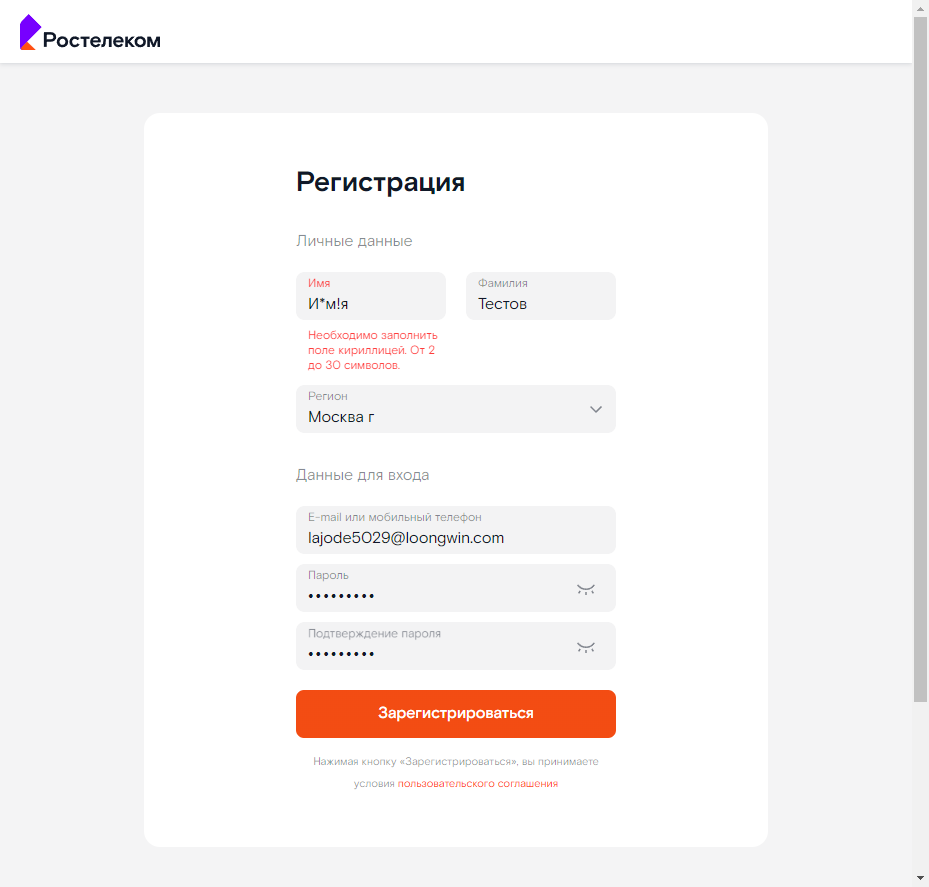 Ростелеком
Регистрация
Личные данные
Имя
И*м!я
Фамилия
Тестов
Необходимо заполнить
поле кириллицей. От 2
до 30 символов.
Регион
Москва г
Данные для входа
E-mail или мобильный телефон
lajode5029@loongwin.com
Пароль
•••••••••
Подтверждение пароля
•••••••••
Зарегистрироваться
Нажимая кнопку «Зарегистрироваться», вы принимаете
условия пользовательского соглашения